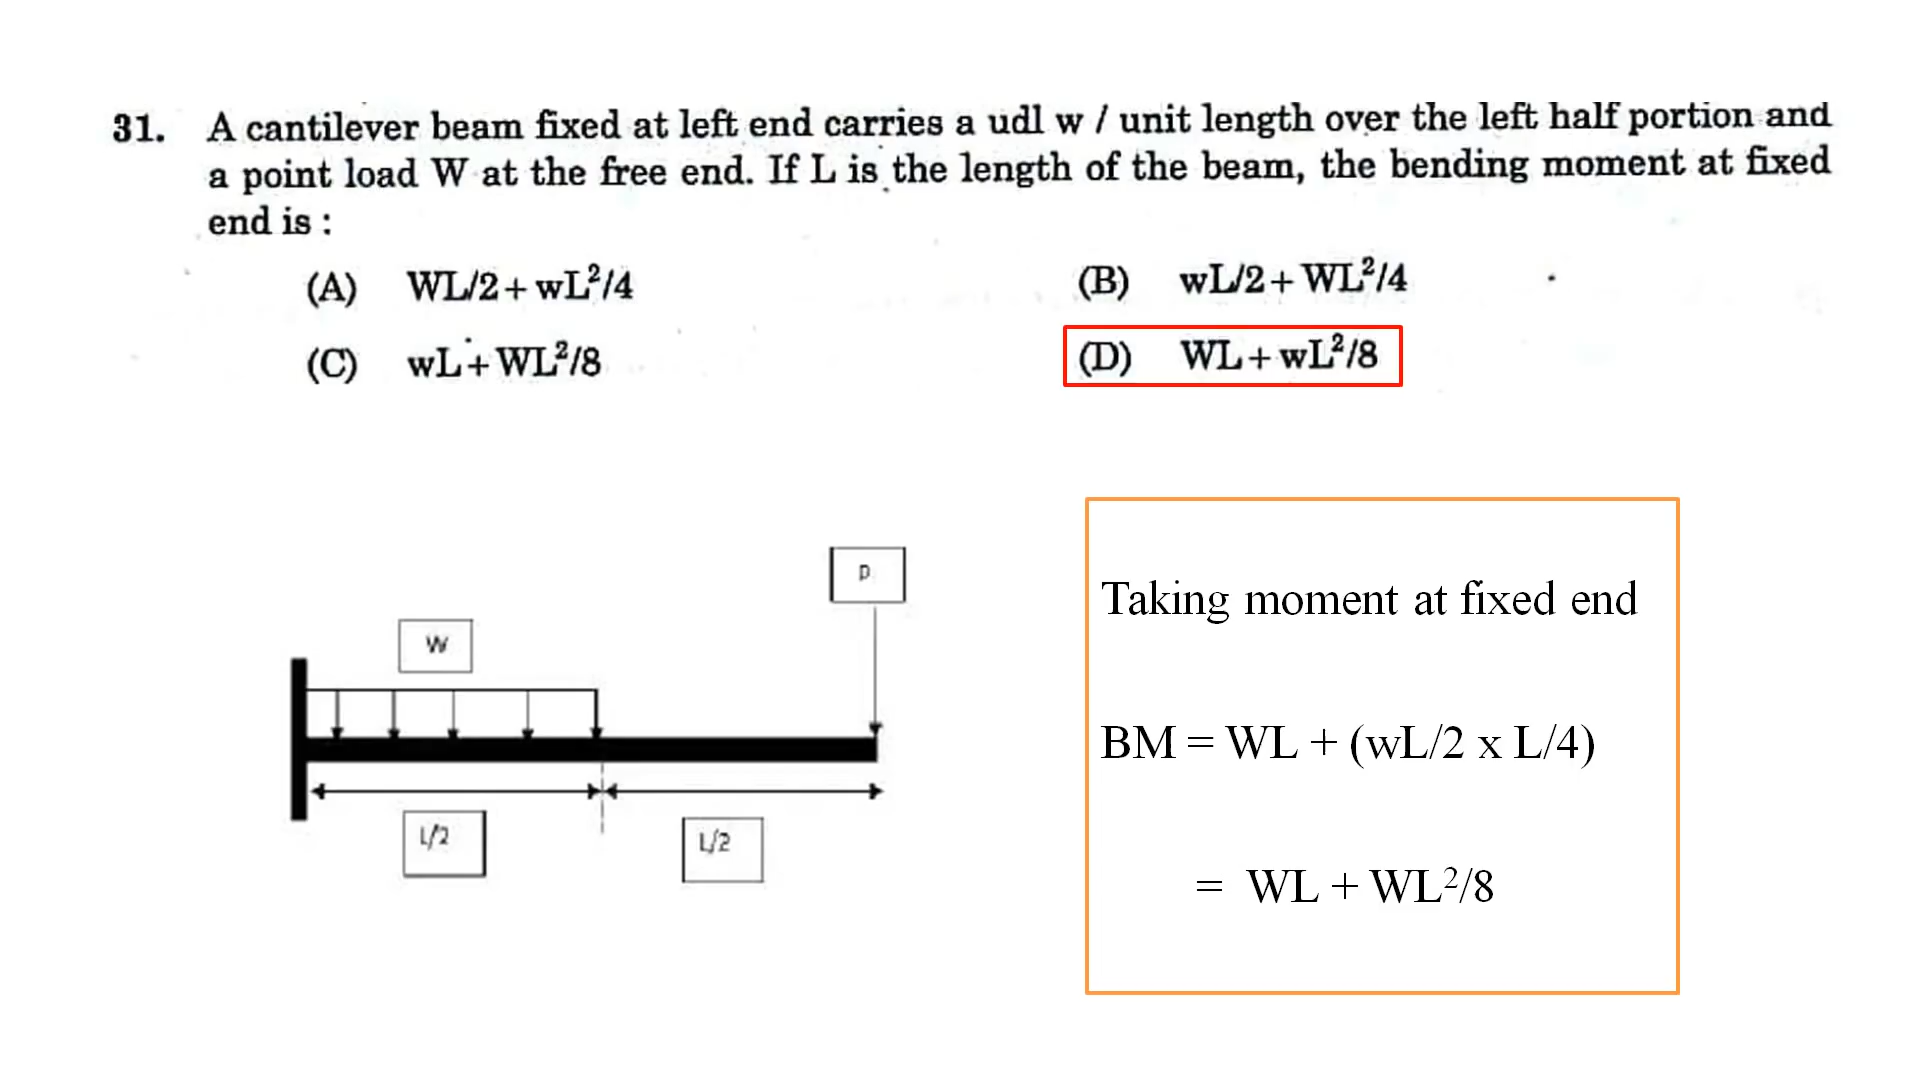 31. A cantilever beam fixed at left end carries a udl w / unit length over the left half portion and
a point load W at the free end. If L is the length of the beam, the bending moment at fixed
end is :
(A) WL/2 + wL²/4 (B) wL/2 + WL²/4
(C) wL + WL²/8 (D) WL + wL²/8
P
W
L/2 L/2
Taking moment at fixed end
BM = WL + (wL/2 x L/4)
= WL + WL²/8